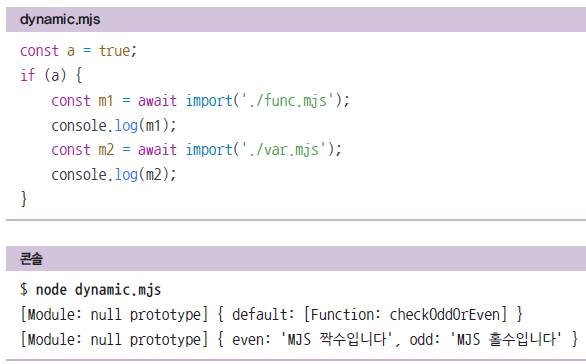 dynamic.mjs
const a = true;
if (a) {
    const m1 = await import('./func.mjs');
    console.log(m1);
    const m2 = await import('./var.mjs');
    console.log(m2);
}
콘솔
$ node dynamic.mjs
[Module: null prototype] { default: [Function: checkOddOrEven] }
[Module: null prototype] { even: 'MJS 짝수입니다', odd: 'MJS 홀수입니다' }